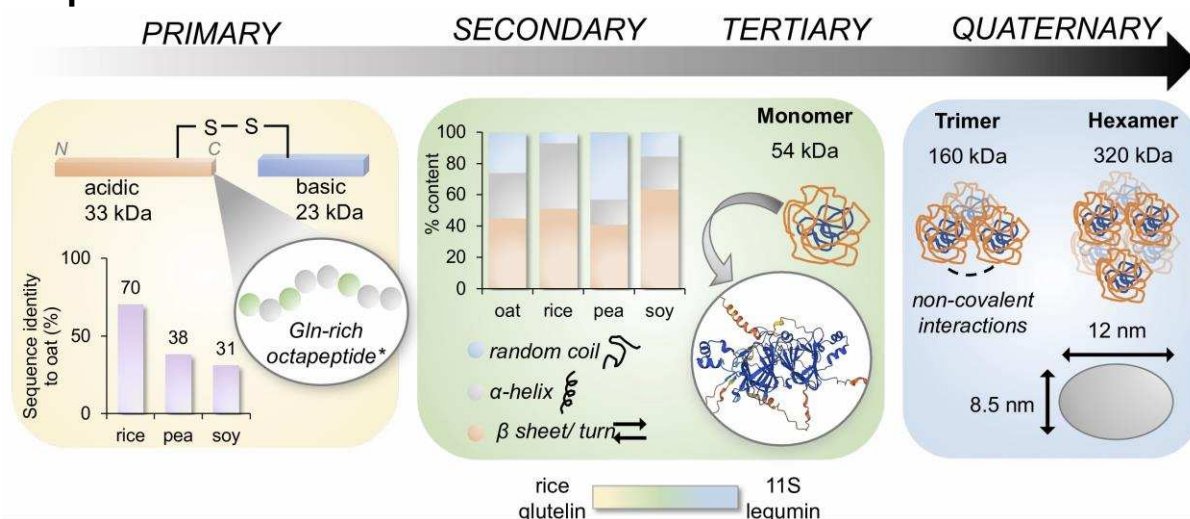 PRIMARY
SECONDARY
TERTIARY
QUATERNARY
N
S
S
C
acidic
33 kDa
basic
23 kDa
Sequence identity
to oat (%)
100
50
0
70
38
31
rice
pea
soy
Gln-rich
octapeptide*
% content
100
80
60
40
20
0
oat
rice
pea
soy
random coil
α-helix
β sheet/ turn
Monomer
54 kDa
Trimer
160 kDa
Hexamer
320 kDa
non-covalent
interactions
12 nm
8.5 nm
rice
glutelin
11S
legumin